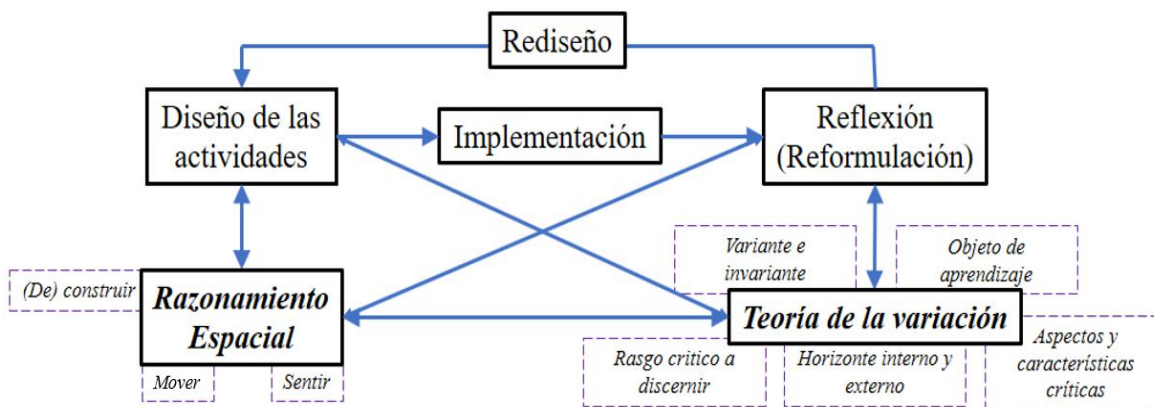 Rediseño
Diseño de las
actividades
Implementación
Reflexión
(Reformulación)
Variante e
invariante
Objeto de
aprendizaje
(De) construir
Razonamiento
Espacial
Teoría de la variación
Mover
Sentir
Rasgo critico a
discernir
Horizonte interno y
externo
Aspectos y
características
críticas